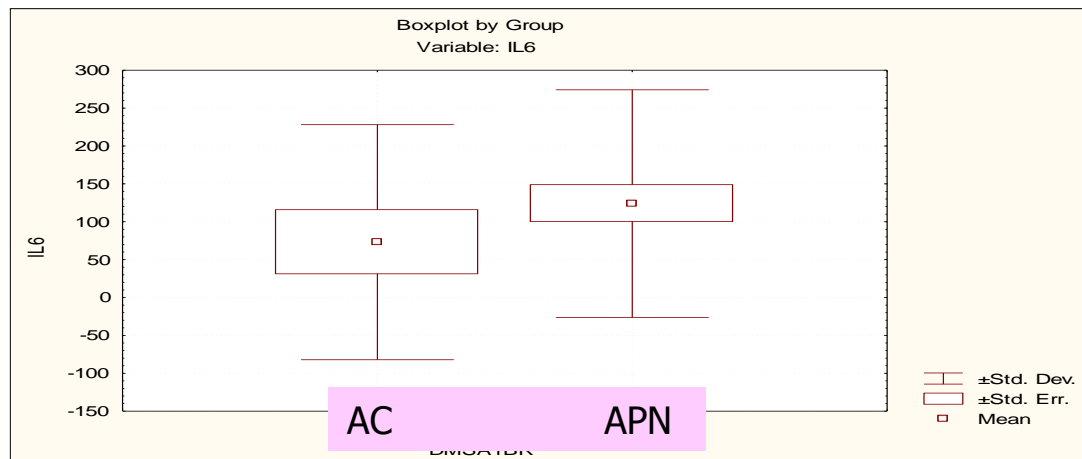 Boxplot by Group
Variable: IL6
300
250
200
150
100
50
0
-50
-100
-150
IL6
AC APN
±Std. Dev.
±Std. Err.
Mean